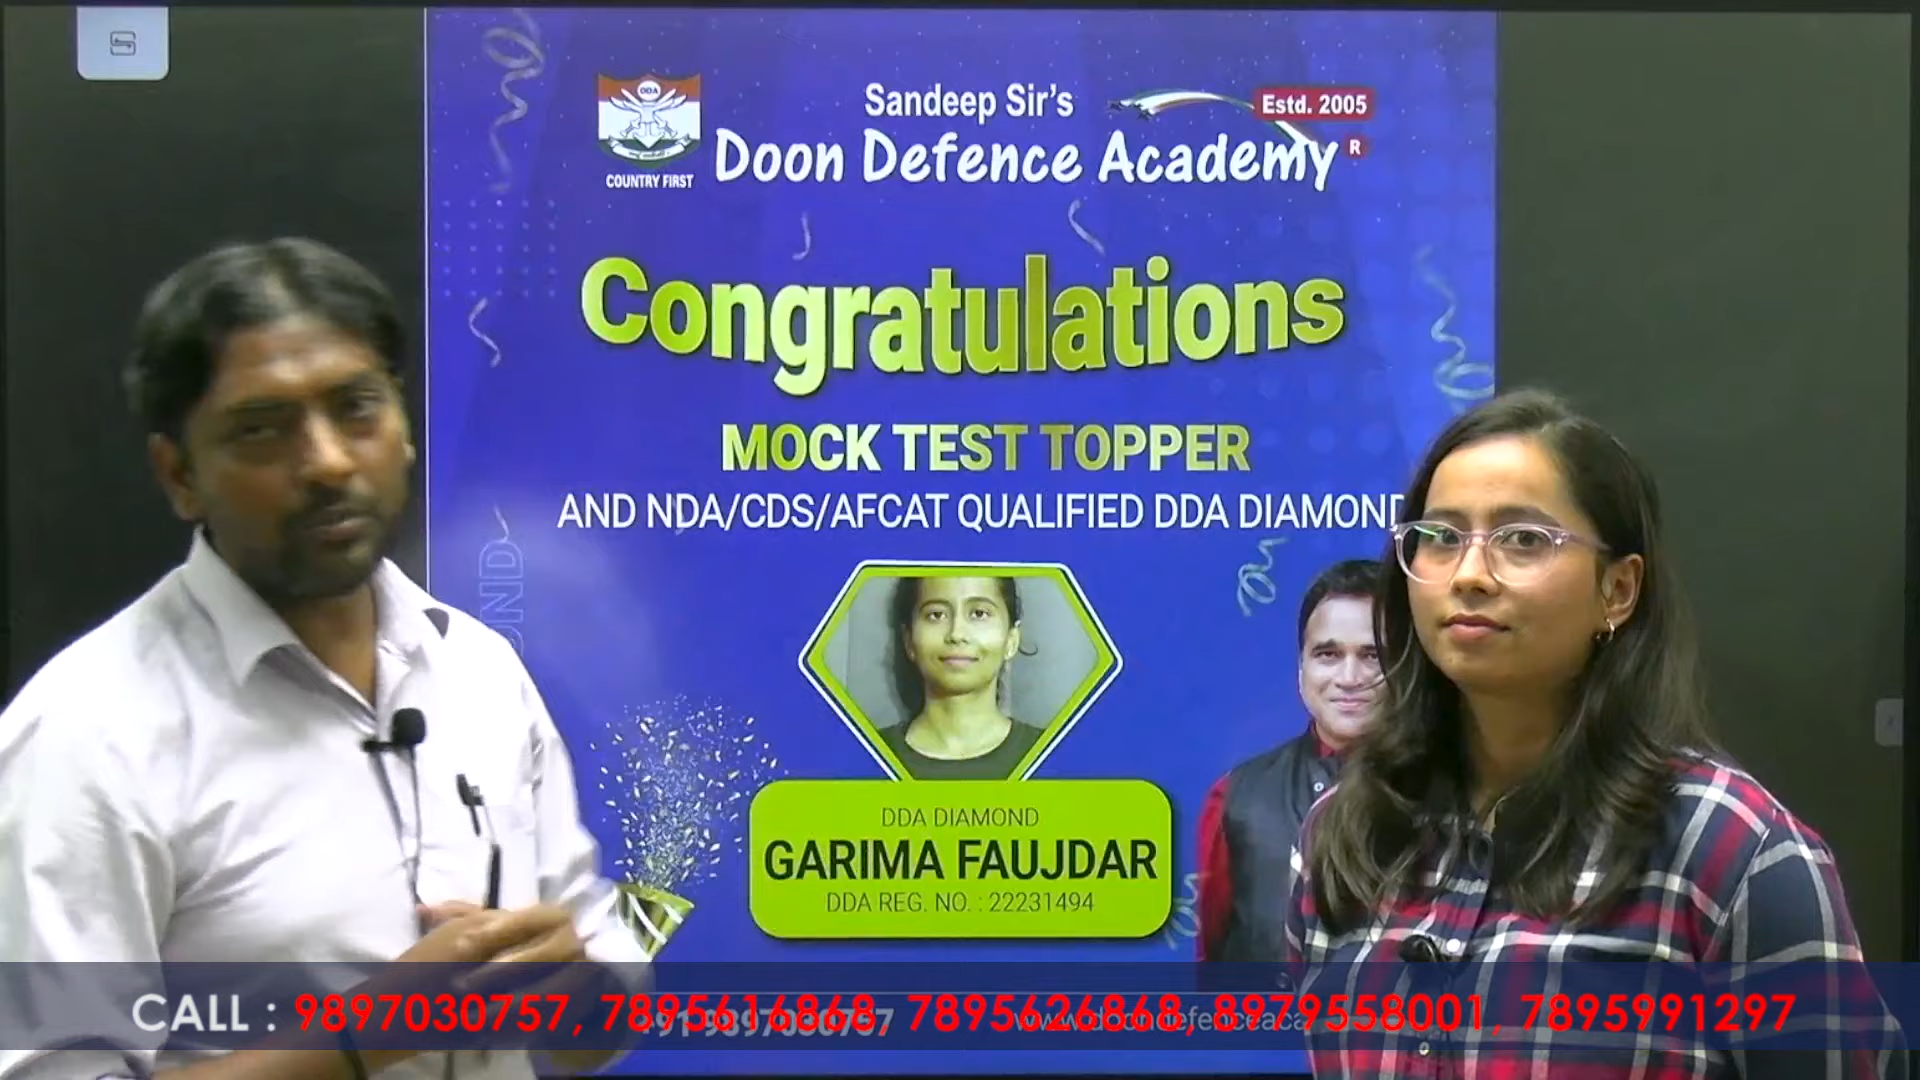 Sandeep Sir's
Estd. 2005
Doon Defence Academy
R
DDA
COUNTRY FIRST
Congratulations
MOCK TEST TOPPER
AND NDA/CDS/AFCAT QUALIFIED DDA DIAMOND
DDA DIAMOND
GARIMA FAUJDAR
DDA REG. NO. : 22231494
CALL : 9897030757, 7895616868, 7895626868, 8979558001, 7895991297